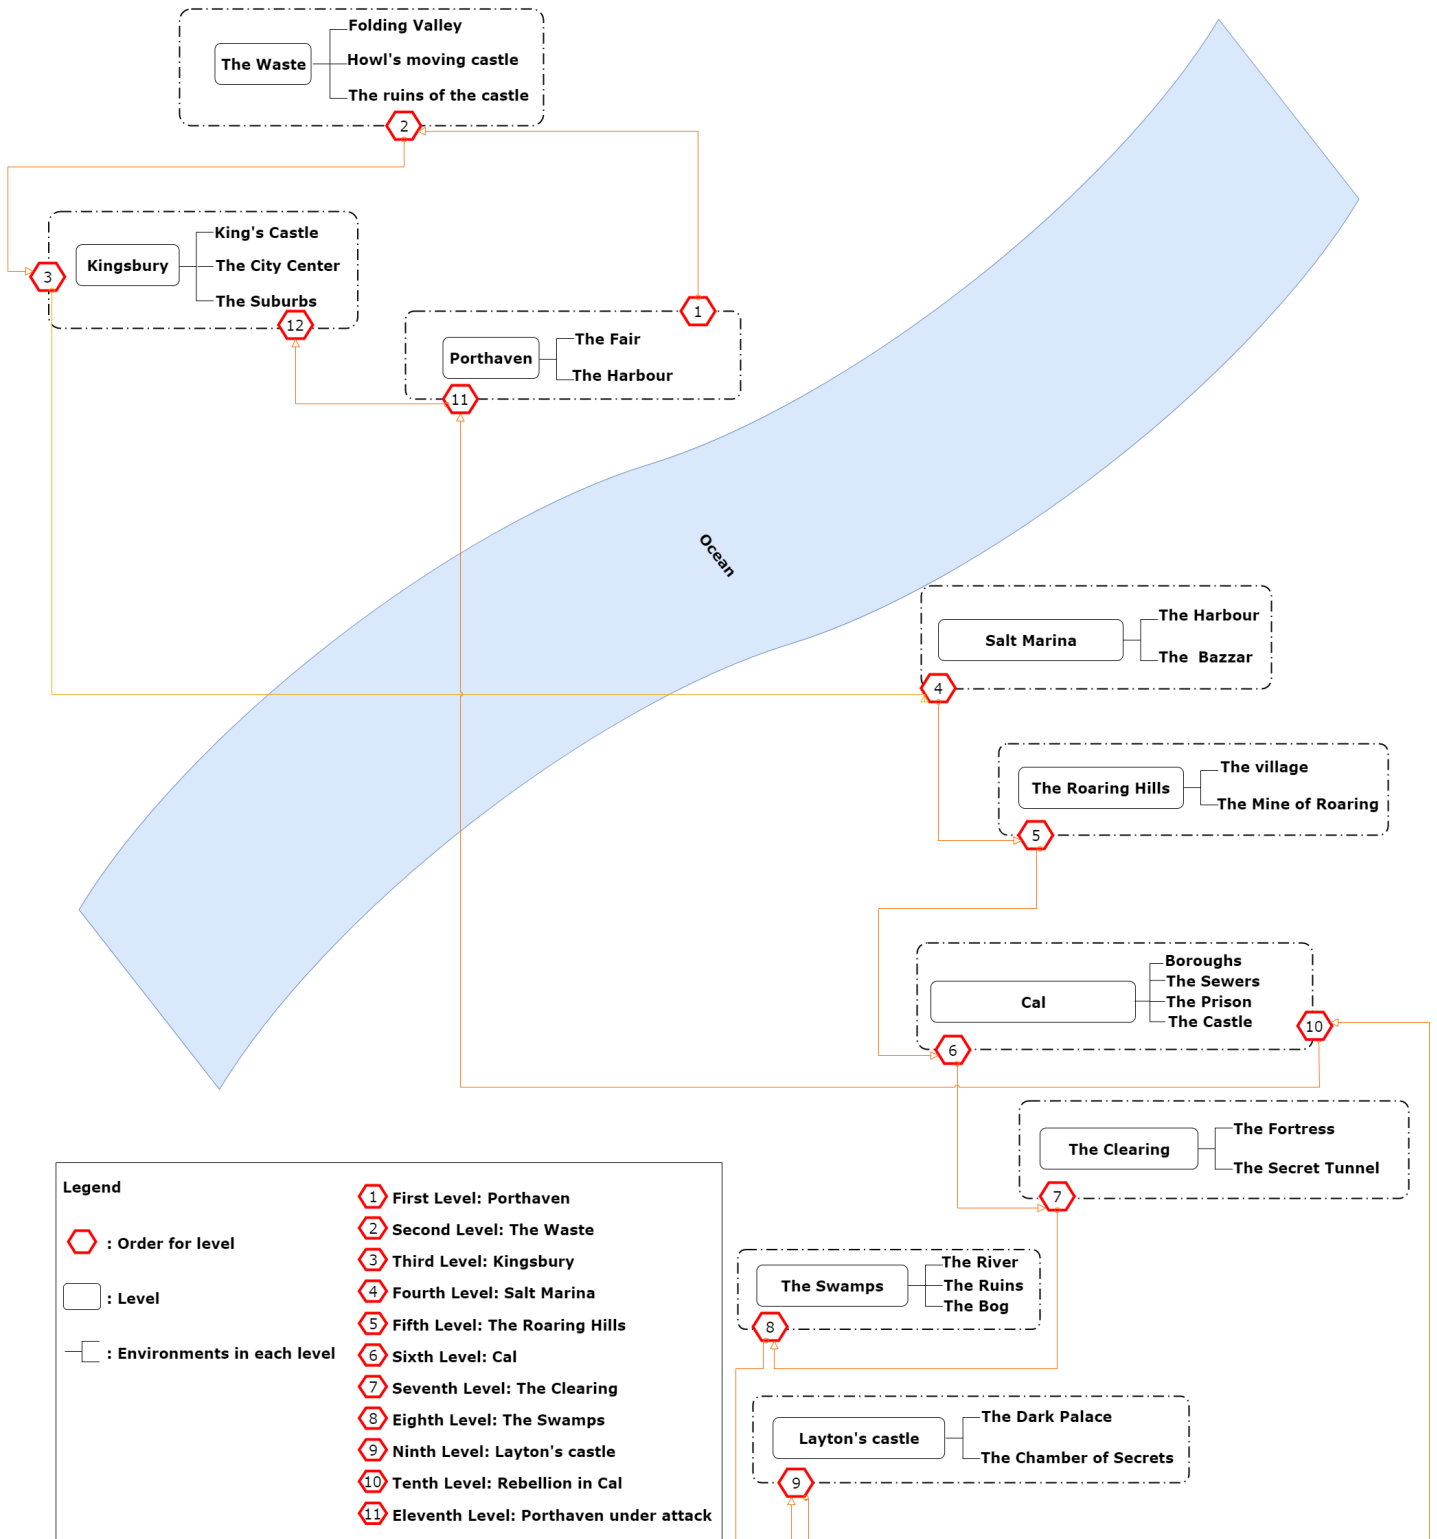 Folding Valley
The Waste
Howl's moving castle
The ruins of the castle
2
King's Castle
Kingsbury
The City Center
3
The Suburbs
12
1
The Fair
Porthaven
The Harbour
11
Ocean
The Harbour
Salt Marina
The  Bazzar
4
The village
The Roaring Hills
The Mine of Roaring
5
Boroughs
The Sewers
Cal
The Prison
The Castle
10
6
The Fortress
The Clearing
The Secret Tunnel
7
The River
The Swamps
The Ruins
The Bog
8
The Dark Palace
Layton's castle
The Chamber of Secrets
9
Legend
: Order for level
: Level
: Environments in each level
1 First Level: Porthaven
2 Second Level: The Waste
3 Third Level: Kingsbury
4 Fourth Level: Salt Marina
5 Fifth Level: The Roaring Hills
6 Sixth Level: Cal
7 Seventh Level: The Clearing
8 Eighth Level: The Swamps
9 Ninth Level: Layton's castle
10 Tenth Level: Rebellion in Cal
11 Eleventh Level: Porthaven under attack